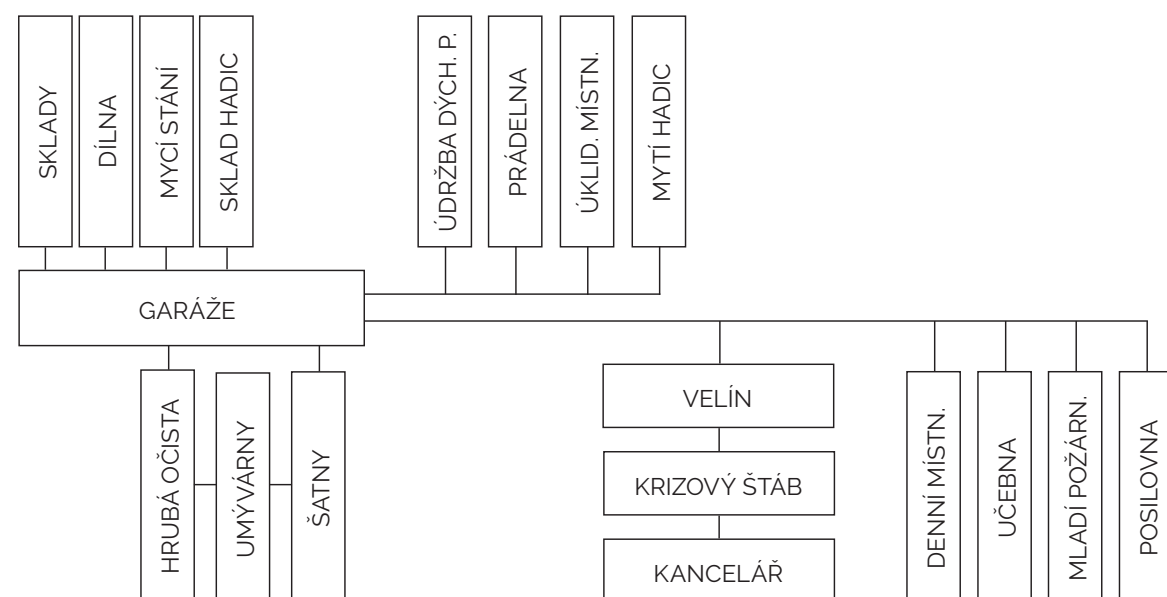 SKLADY
DÍLNA
MYCÍ STÁNÍ
SKLAD HADIC
ÚDRŽBA DÝCH. P.
PRÁDELNA
ÚKLID. MÍSTN.
MYTÍ HADIC
GARÁŽE
HRUBÁ OČISTA
UMÝVÁRNY
ŠATNY
VELÍN
KRIZOVÝ ŠTÁB
KANCELÁŘ
DENNÍ MÍSTN.
UČEBNA
MLADÍ POŽÁRN.
POSILOVNA